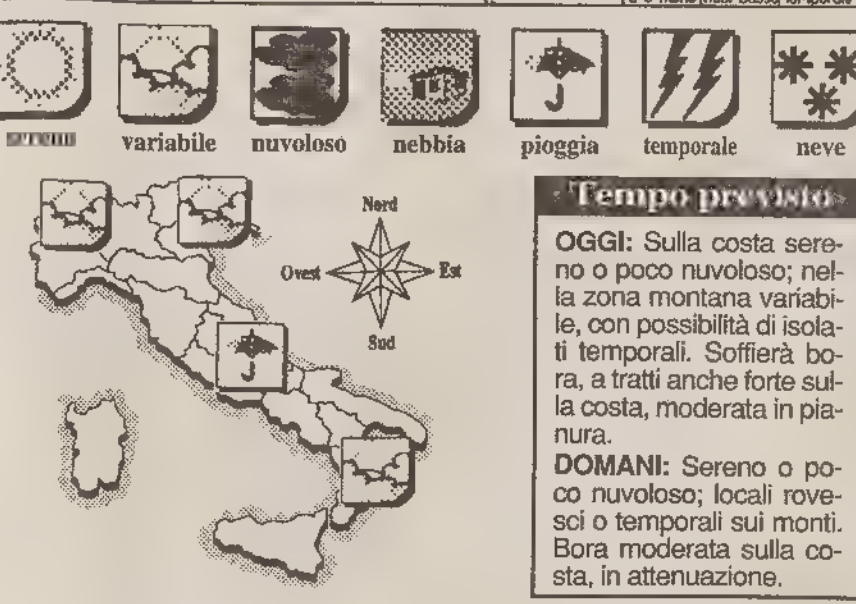 sereno
variabile
nuvoloso
nebbia
pioggia
temporale
neve
Nord
Ovest
Est
Sud
Tempo previsto
OGGI: Sulla costa sere-
no o poco nuvoloso; nel-
la zona montana variabi-
le, con possibilità di isola-
ti temporali. Soffierà bo-
ra, a tratti anche forte sul-
la costa, moderata in pia-
nura.
DOMANI: Sereno o po-
co nuvoloso; locali rove-
sci o temporali sui monti.
Bora moderata sulla co-
sta, in attenuazione.